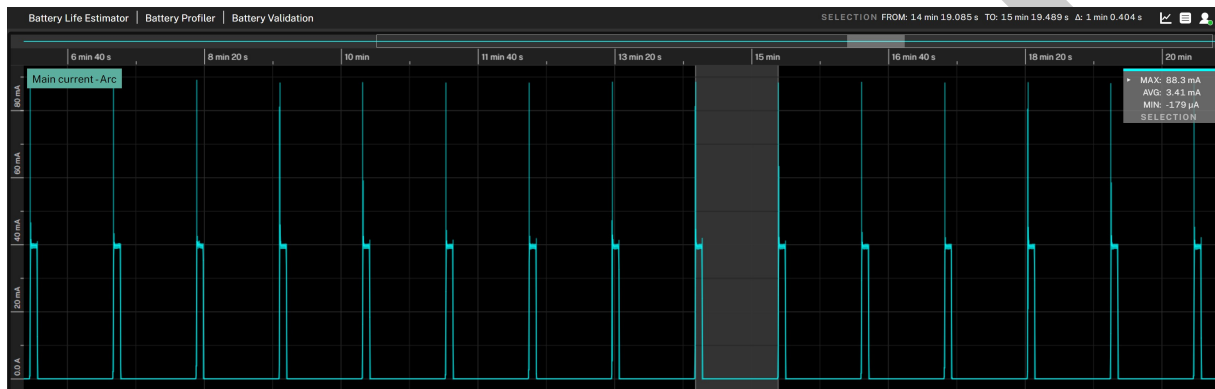 Battery Life Estimator | Battery Profiler | Battery Validation
SELECTION FROM: 14 min 19.085 s TO: 15 min 19.489 s Δ: 1 min 0.404 s
6 min 40 s 8 min 20 s 10 min 11 min 40 s 13 min 20 s 15 min 16 min 40 s 18 min 20 s 20 min
Main current - Arc
MAX: 88.3 mA
AVG: 3.41 mA
MIN: -179 µA
SELECTION
80 mA
60 mA
40 mA
20 mA
0.0 A